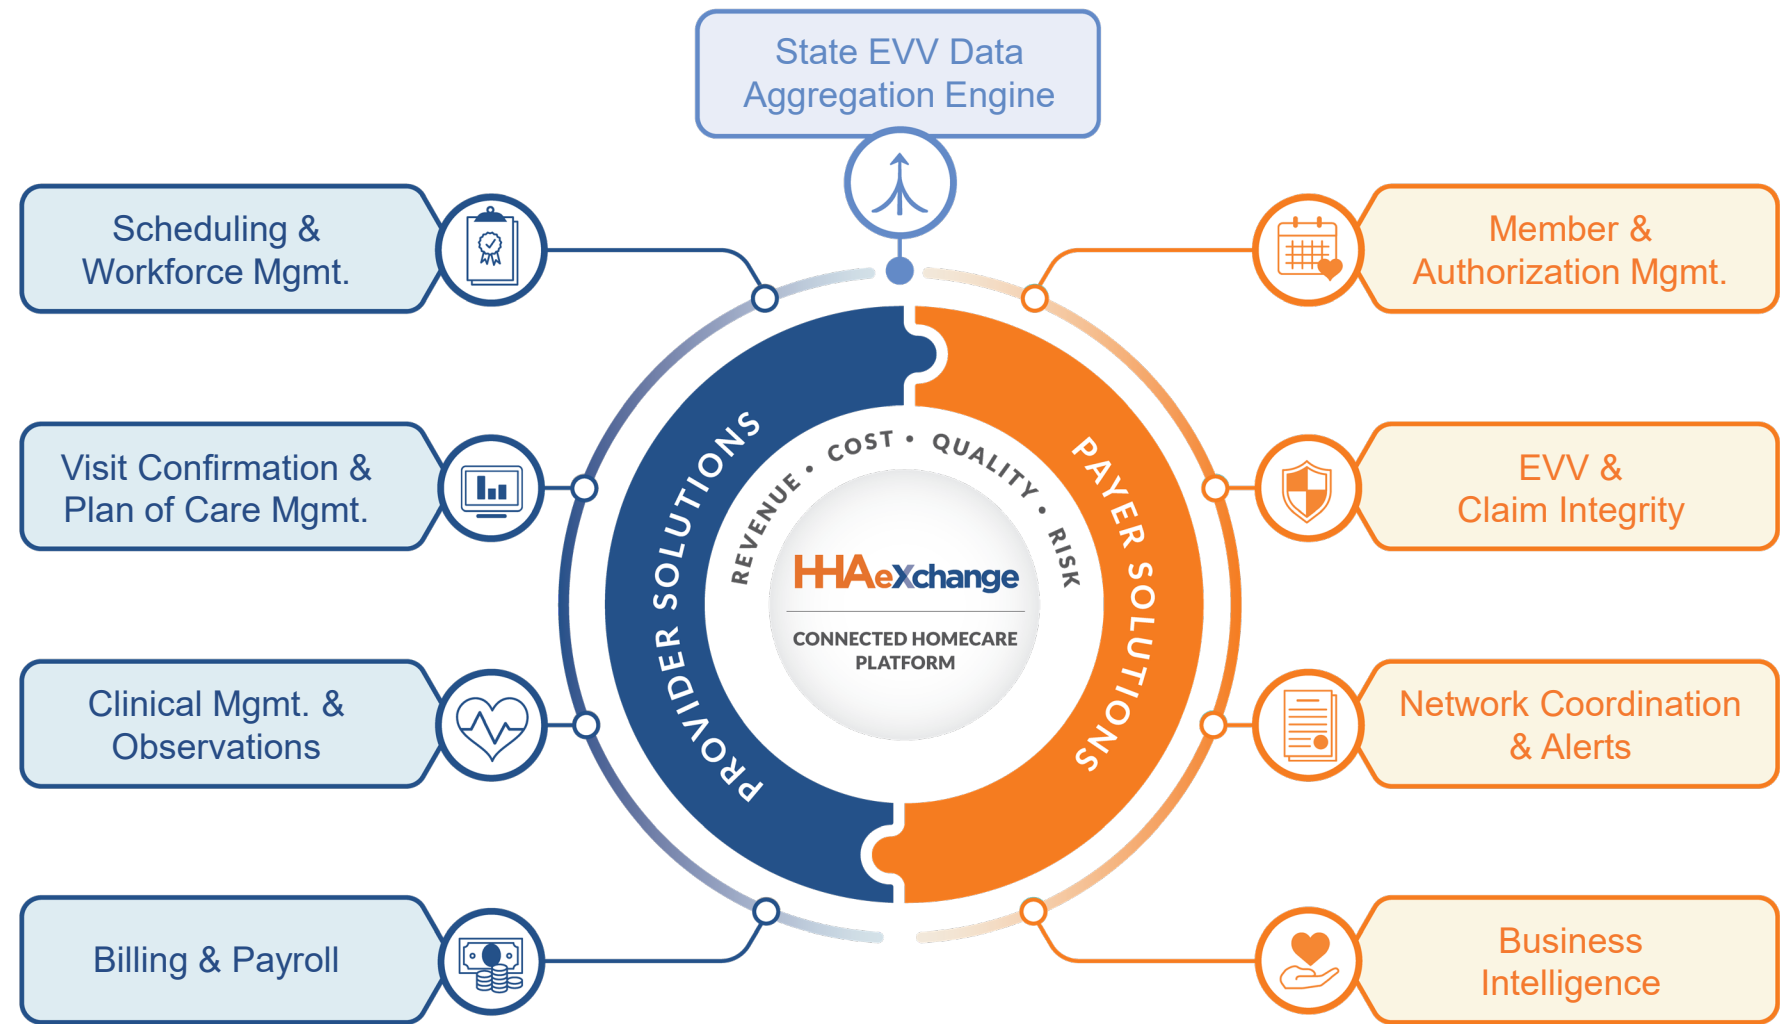 State EVV Data
Aggregation Engine
Scheduling &
Workforce Mgmt.
Visit Confirmation &
Plan of Care Mgmt.
Clinical Mgmt. &
Observations
Billing & Payroll
PROVIDER SOLUTIONS
REVENUE • COST • QUALITY • RISK
HHAeXchange
CONNECTED HOMECARE
PLATFORM
PAYER SOLUTIONS
Member &
Authorization Mgmt.
EVV &
Claim Integrity
Network Coordination
& Alerts
Business
Intelligence